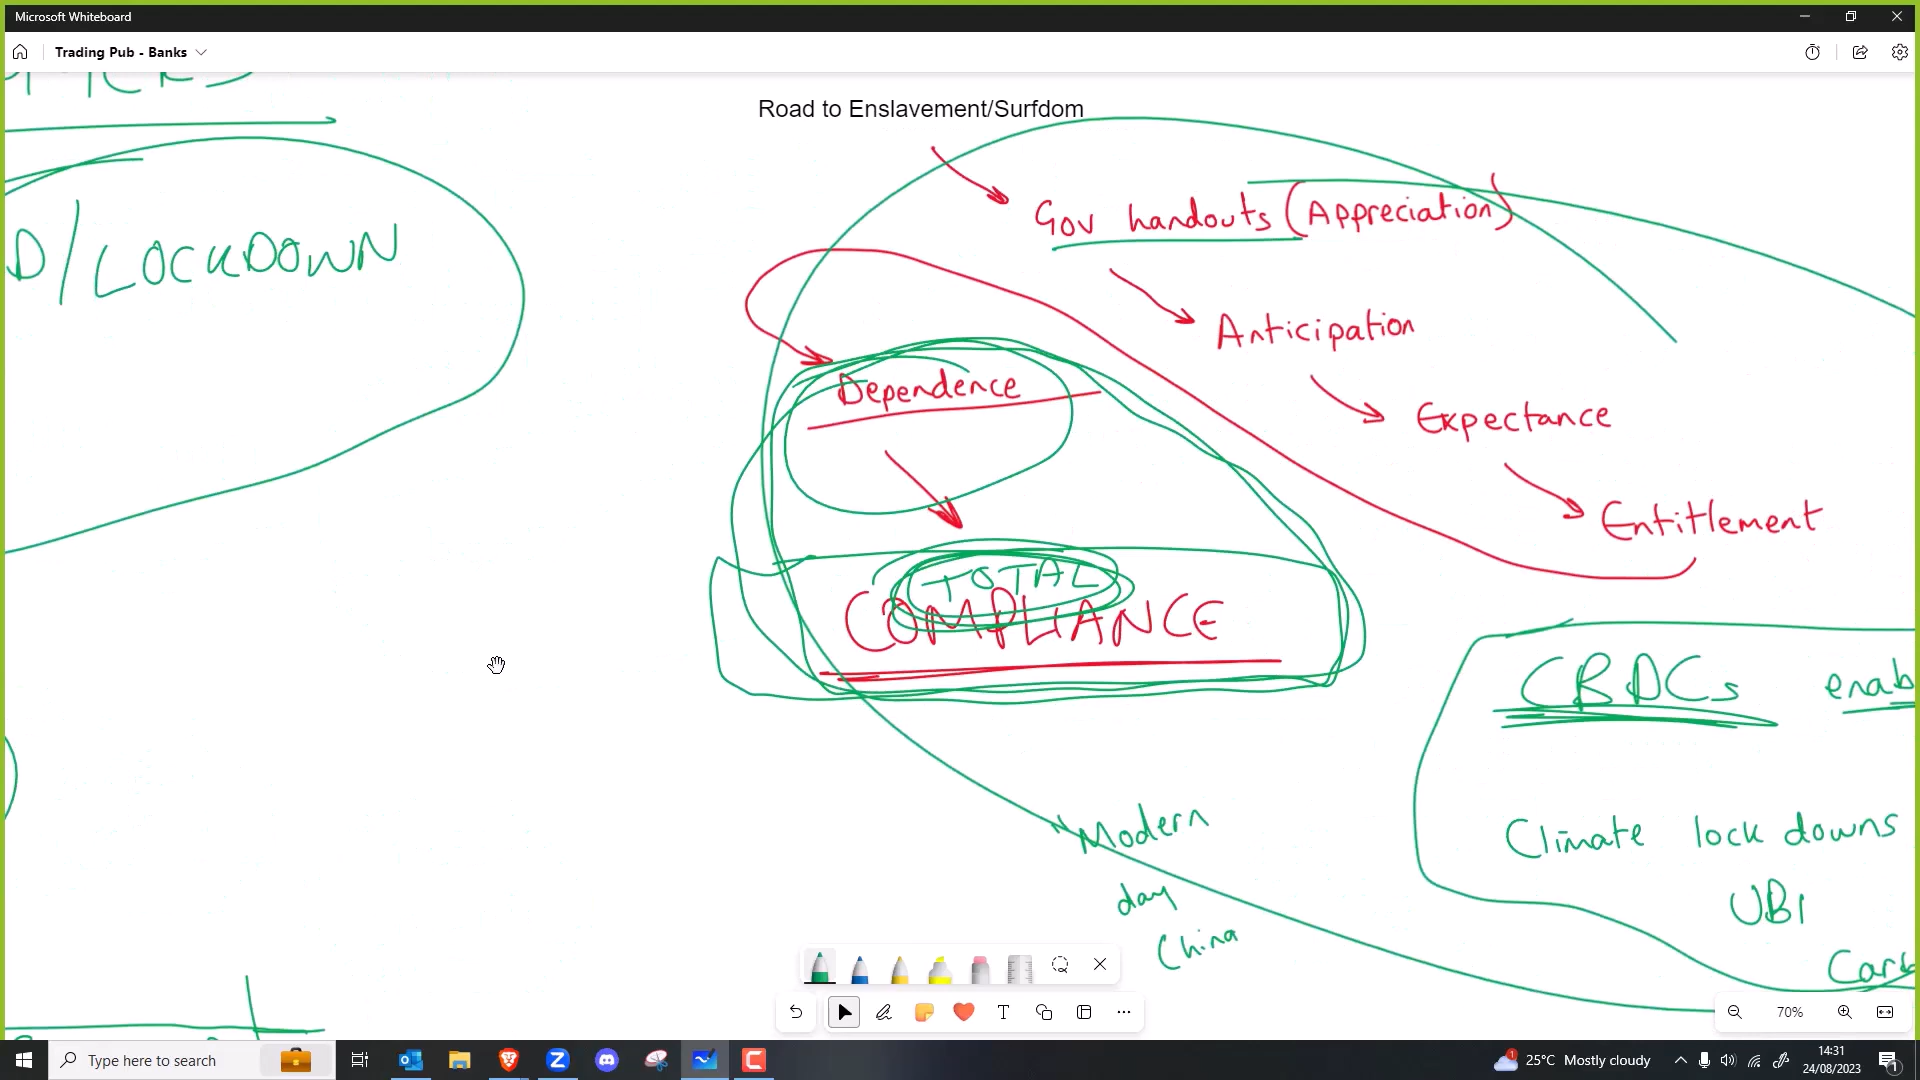 Microsoft Whiteboard
Trading Pub - Banks
Road to Enslavement/Surfdom
Gov handouts (Appreciation)
D/LOCKDOWN
Anticipation
Dependence
Expectance
Entitlement
TOTAL
COMPLIANCE
CBDCs enab
Modern
day
China
Climate lock downs
UBI
Carb
70%
Type here to search
25°C Mostly cloudy
14:31
24/08/2023